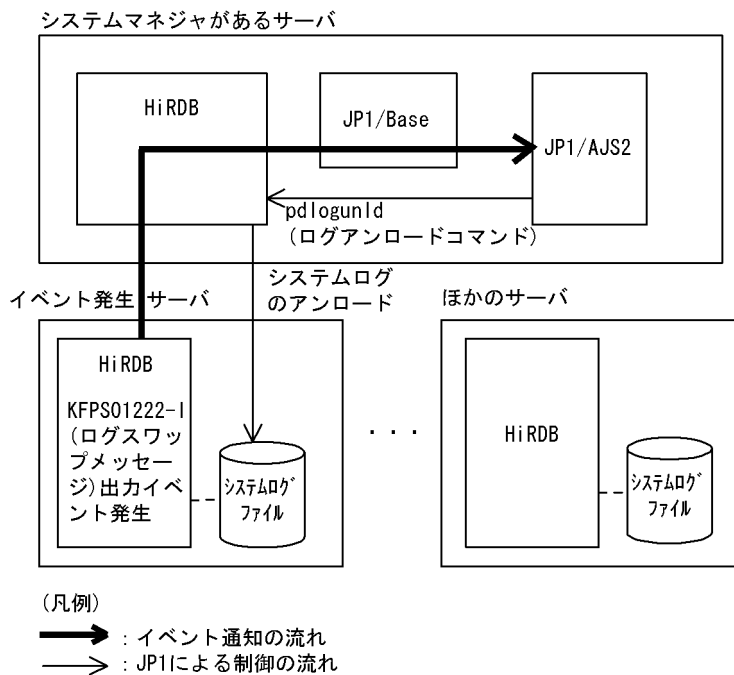 システムマネジャがあるサーバ
HiRDB
JP1/Base
JP1/AJS2
pdlogunld
（ログアンロードコマンド）
システムログ
のアンロード
イベント発生サーバ
HiRDB
KFPS01222-I
(ログスワッ
プメッセー
ジ)出力イベ
ント発生
ｼｽﾃﾑﾛｸﾞ
ﾌｧｲﾙ
・・・
ほかのサーバ
HiRDB
ｼｽﾃﾑﾛｸﾞ
ﾌｧｲﾙ
(凡例)
：イベント通知の流れ
：JP1による制御の流れ